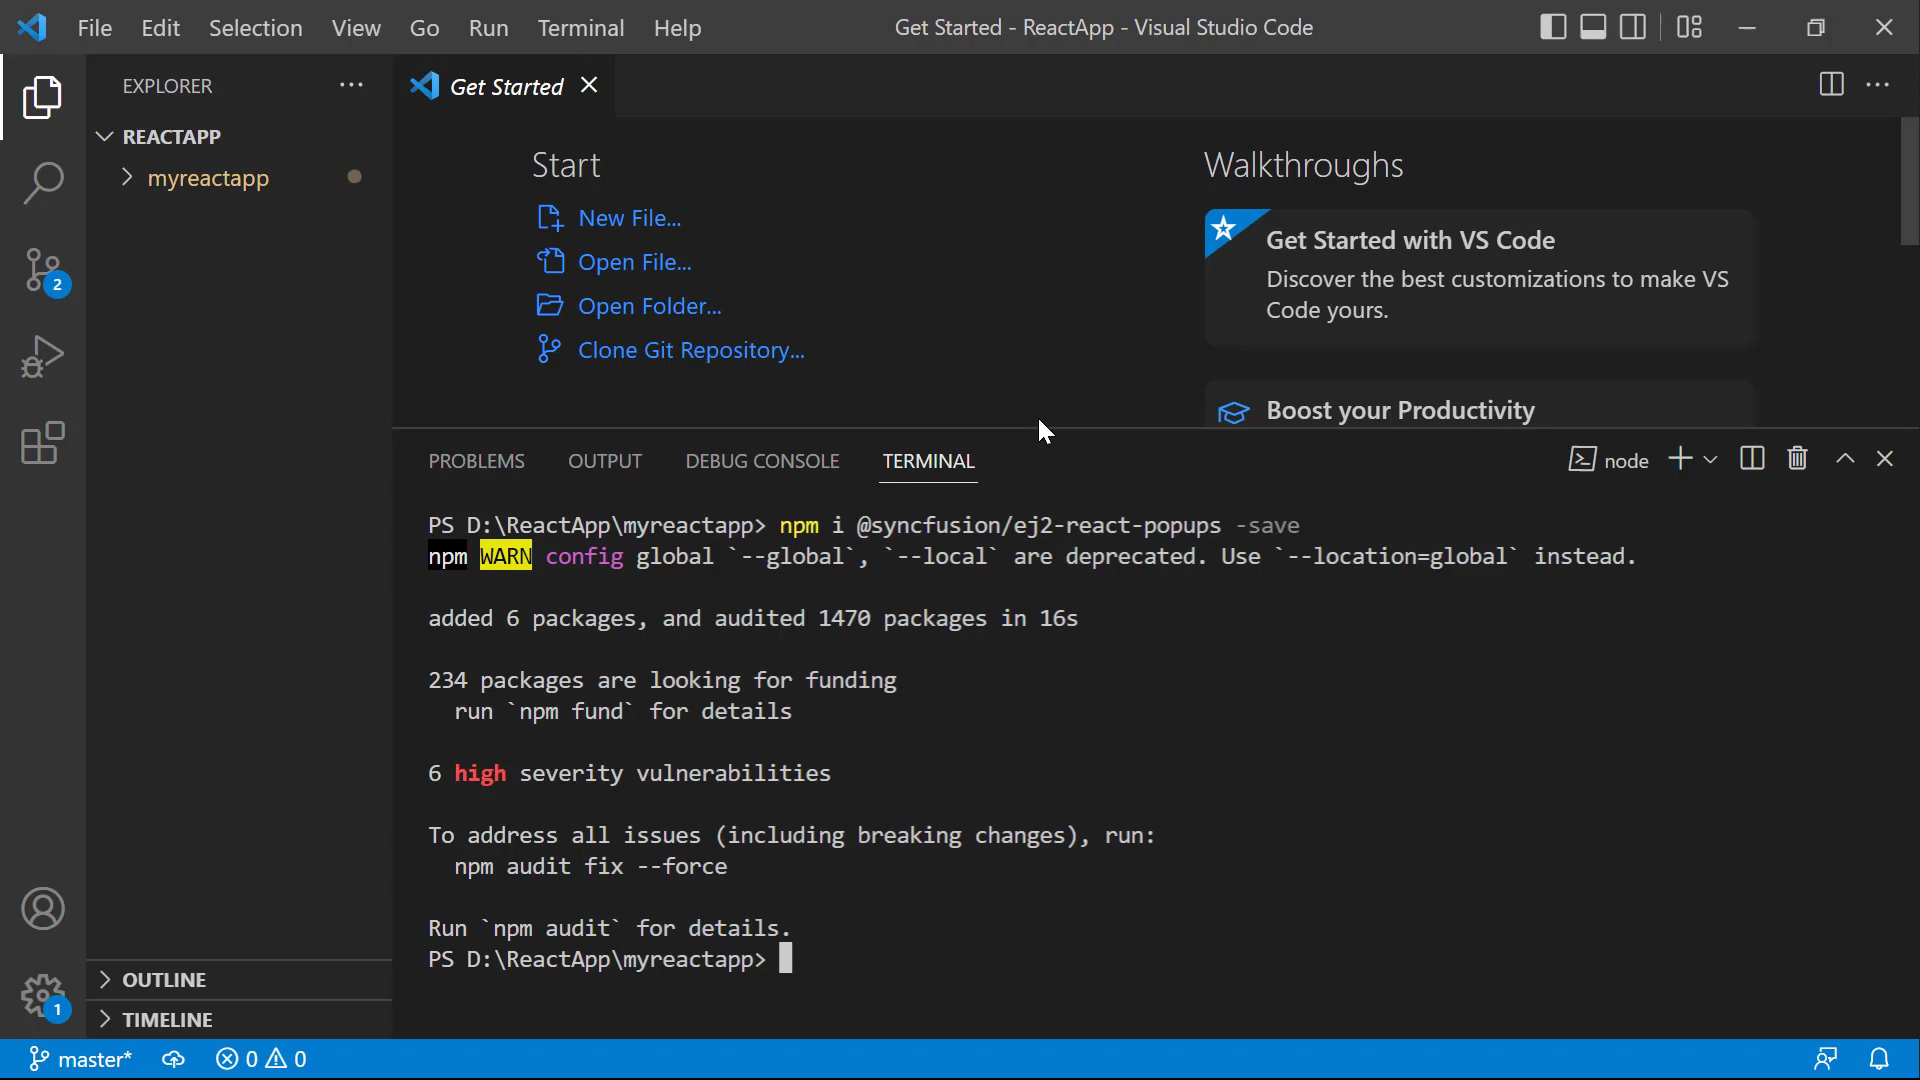 File Edit Selection View Go Run Terminal Help
Get Started - ReactApp - Visual Studio Code
EXPLORER
REACTAPP
myreactapp
2
OUTLINE
TIMELINE
1
Get Started
Start
New File...
Open File...
Open Folder...
Clone Git Repository...
Walkthroughs
Get Started with VS Code
Discover the best customizations to make VS
Code yours.
Boost your Productivity
PROBLEMS OUTPUT DEBUG CONSOLE TERMINAL
node
PS D:\ReactApp\myreactapp> npm i @syncfusion/ej2-react-popups -save
npm WARN config global `--global`, `--local` are deprecated. Use `--location=global` instead.
added 6 packages, and audited 1470 packages in 16s
234 packages are looking for funding
run `npm fund` for details
6 high severity vulnerabilities
To address all issues (including breaking changes), run:
npm audit fix --force
Run `npm audit` for details.
PS D:\ReactApp\myreactapp>
master* 0 0